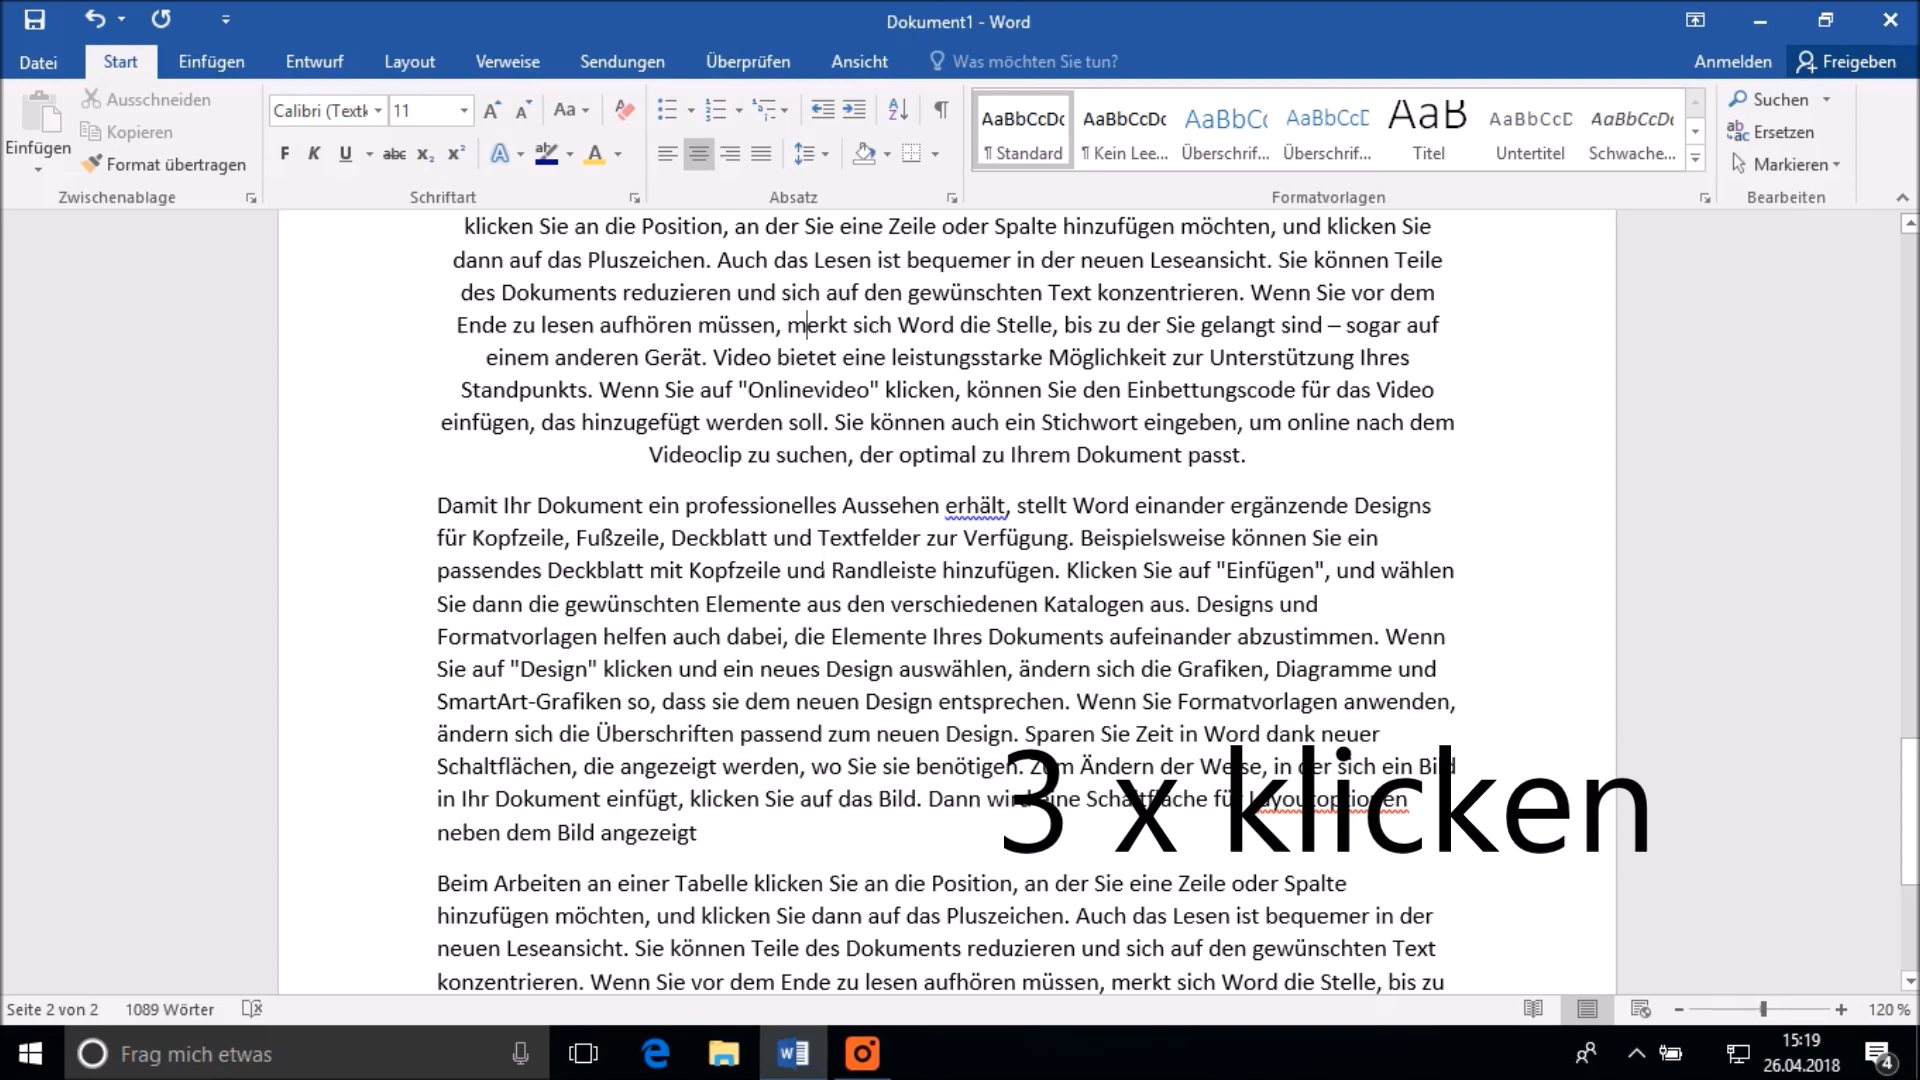 Dokument1 - Word
Datei Start Einfügen Entwurf Layout Verweise Sendungen Überprüfen Ansicht Was möchten Sie tun? Anmelden Freigeben
Einfügen
Ausschneiden
Kopieren
Format übertragen
Zwischenablage
Calibri (Textk 11 Aa
F K U abc x₂ x² A ab A
Schriftart
Absatz
AaBbCcDc AaBbCcDc AaBbCc AaBbCcD AaB AaBbCcD AaBbCcDc
¶ Standard ¶ Kein Lee... Überschrif... Überschrif... Titel Untertitel Schwache...
Formatvorlagen
Suchen
Ersetzen
Markieren
Bearbeiten
klicken Sie an die Position, an der Sie eine Zeile oder Spalte hinzufügen möchten, und klicken Sie
dann auf das Pluszeichen. Auch das Lesen ist bequemer in der neuen Leseansicht. Sie können Teile
des Dokuments reduzieren und sich auf den gewünschten Text konzentrieren. Wenn Sie vor dem
Ende zu lesen aufhören müssen, merkt sich Word die Stelle, bis zu der Sie gelangt sind – sogar auf
einem anderen Gerät. Video bietet eine leistungsstarke Möglichkeit zur Unterstützung Ihres
Standpunkts. Wenn Sie auf "Onlinevideo" klicken, können Sie den Einbettungscode für das Video
einfügen, das hinzugefügt werden soll. Sie können auch ein Stichwort eingeben, um online nach dem
Videoclip zu suchen, der optimal zu Ihrem Dokument passt.
Damit Ihr Dokument ein professionelles Aussehen erhält, stellt Word einander ergänzende Designs
für Kopfzeile, Fußzeile, Deckblatt und Textfelder zur Verfügung. Beispielsweise können Sie ein
passendes Deckblatt mit Kopfzeile und Randleiste hinzufügen. Klicken Sie auf "Einfügen", und wählen
Sie dann die gewünschten Elemente aus den verschiedenen Katalogen aus. Designs und
Formatvorlagen helfen auch dabei, die Elemente Ihres Dokuments aufeinander abzustimmen. Wenn
Sie auf "Design" klicken und ein neues Design auswählen, ändern sich die Grafiken, Diagramme und
SmartArt-Grafiken so, dass sie dem neuen Design entsprechen. Wenn Sie Formatvorlagen anwenden,
ändern sich die Überschriften passend zum neuen Design. Sparen Sie Zeit in Word dank neuer
Schaltflächen, die angezeigt werden, wo Sie sie benötigen. Zum Ändern der Weise, in der sich ein Bild
in Ihr Dokument einfügt, klicken Sie auf das Bild. Dann wird eine Schaltfläche für Layoutoptionen
neben dem Bild angezeigt
3 x klicken
Beim Arbeiten an einer Tabelle klicken Sie an die Position, an der Sie eine Zeile oder Spalte
hinzufügen möchten, und klicken Sie dann auf das Pluszeichen. Auch das Lesen ist bequemer in der
neuen Leseansicht. Sie können Teile des Dokuments reduzieren und sich auf den gewünschten Text
konzentrieren. Wenn Sie vor dem Ende zu lesen aufhören müssen, merkt sich Word die Stelle, bis zu
Seite 2 von 2 1089 Wörter 120 %
Frag mich etwas
15:19
26.04.2018
4